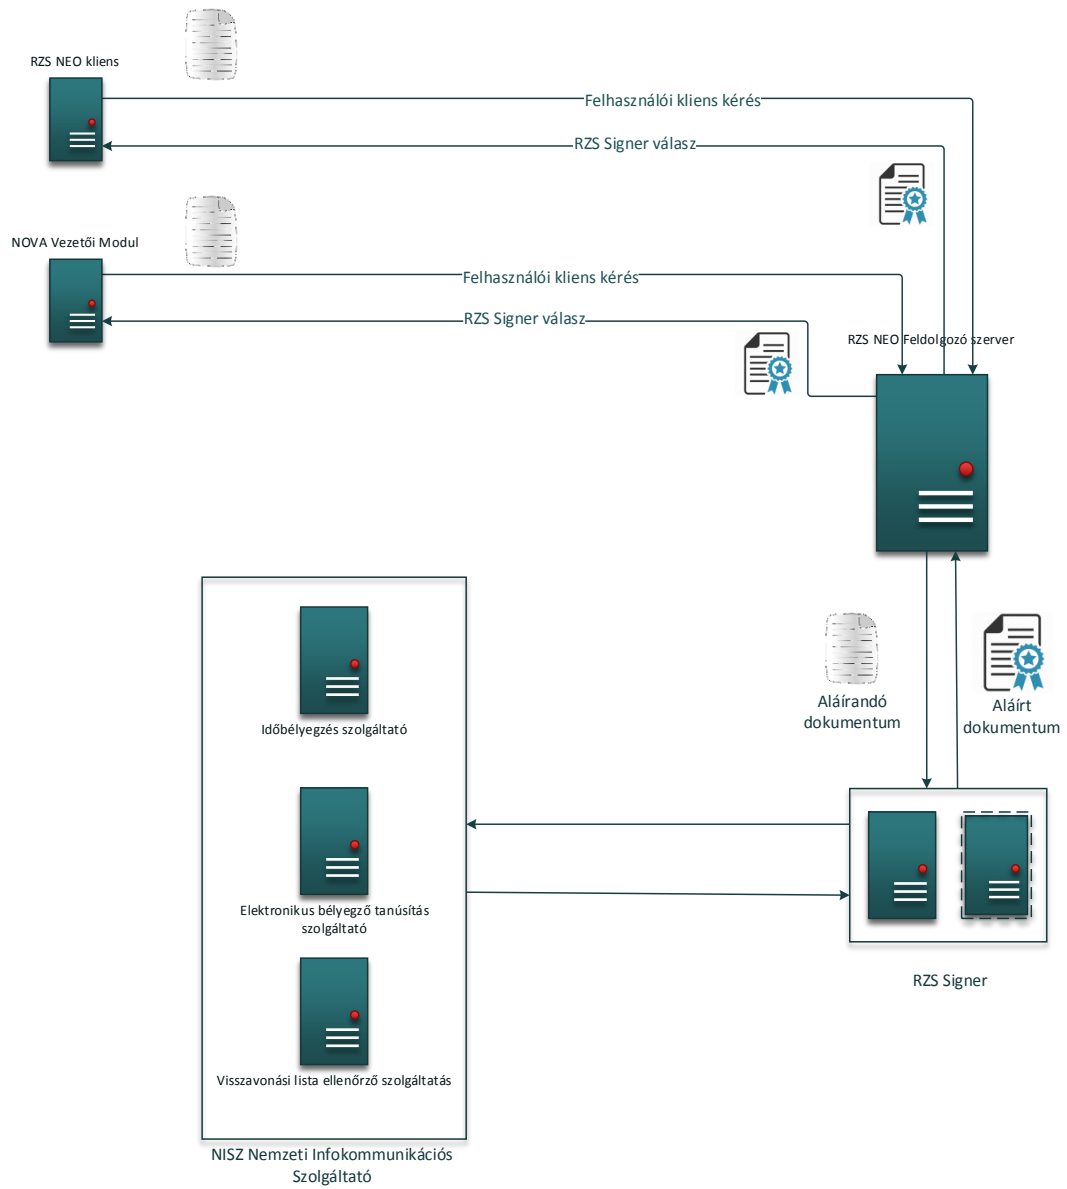 RZS NEO kliens
Felhasználói kliens kérés
RZS Signer válasz
NOVA Vezetői Modul
Felhasználói kliens kérés
RZS Signer válasz
RZS NEO Feldolgozó szerver
Aláírandó
dokumentum
Aláírt
dokumentum
Időbélyegzés szolgáltató
Elektronikus bélyegző tanúsítás
szolgáltató
Visszavonási lista ellenőrző szolgáltatás
RZS Signer
NISZ Nemzeti Infokommunikációs
Szolgáltató